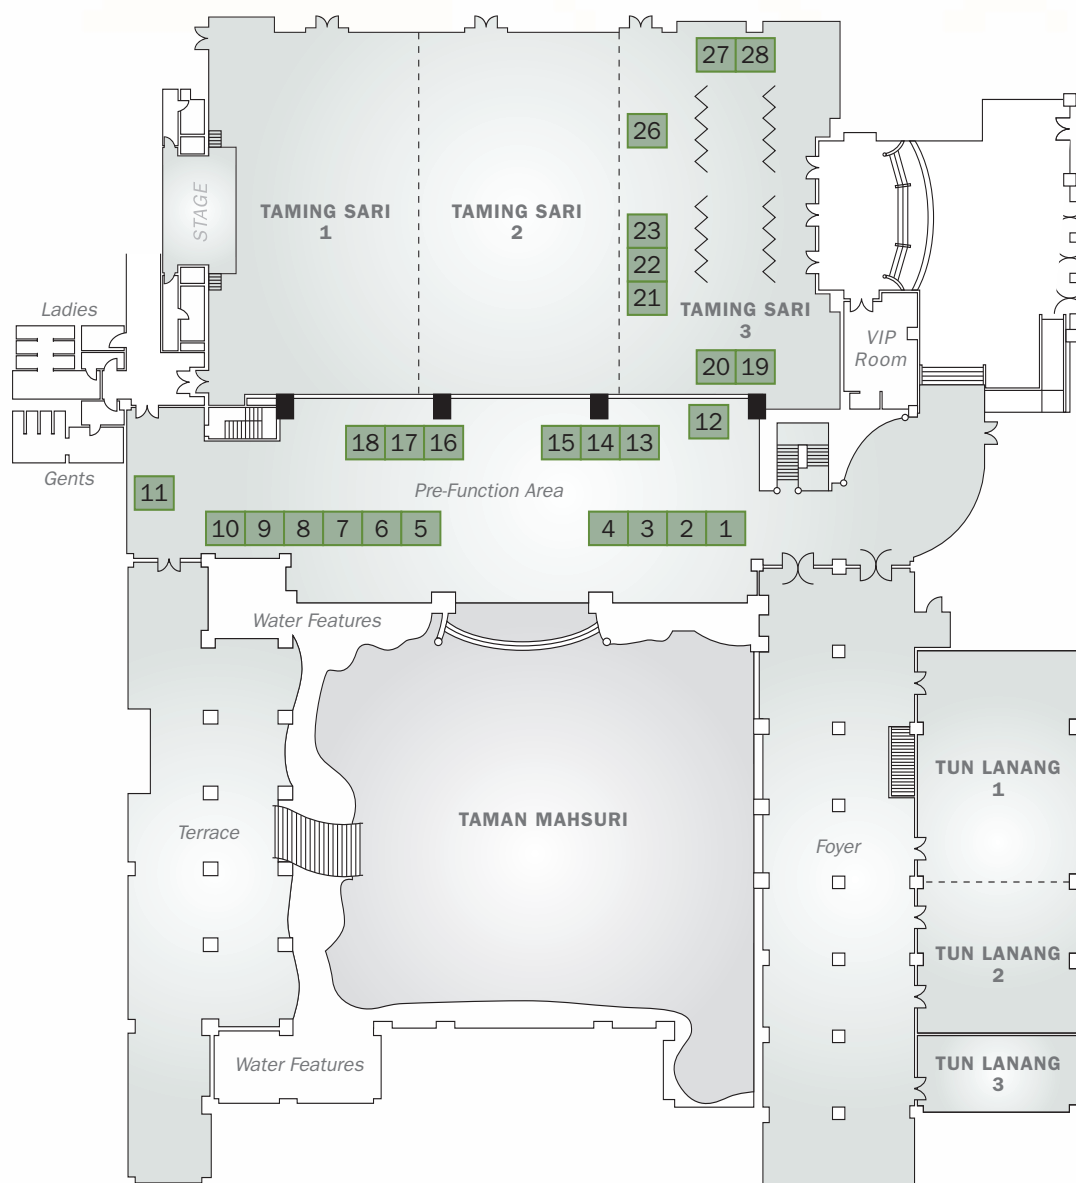 27 28
26
STAGE
TAMING SARI
1
TAMING SARI
2
23
22
21
TAMING SARI
3
Ladies
VIP
Room
20 19
12
18 17 16
15 14 13
Gents
11
Pre-Function Area
10 9 8 7 6 5
4 3 2 1
Water Features
TUN LANANG
1
TAMAN MAHSURI
Terrace
Foyer
TUN LANANG
2
Water Features
TUN LANANG
3